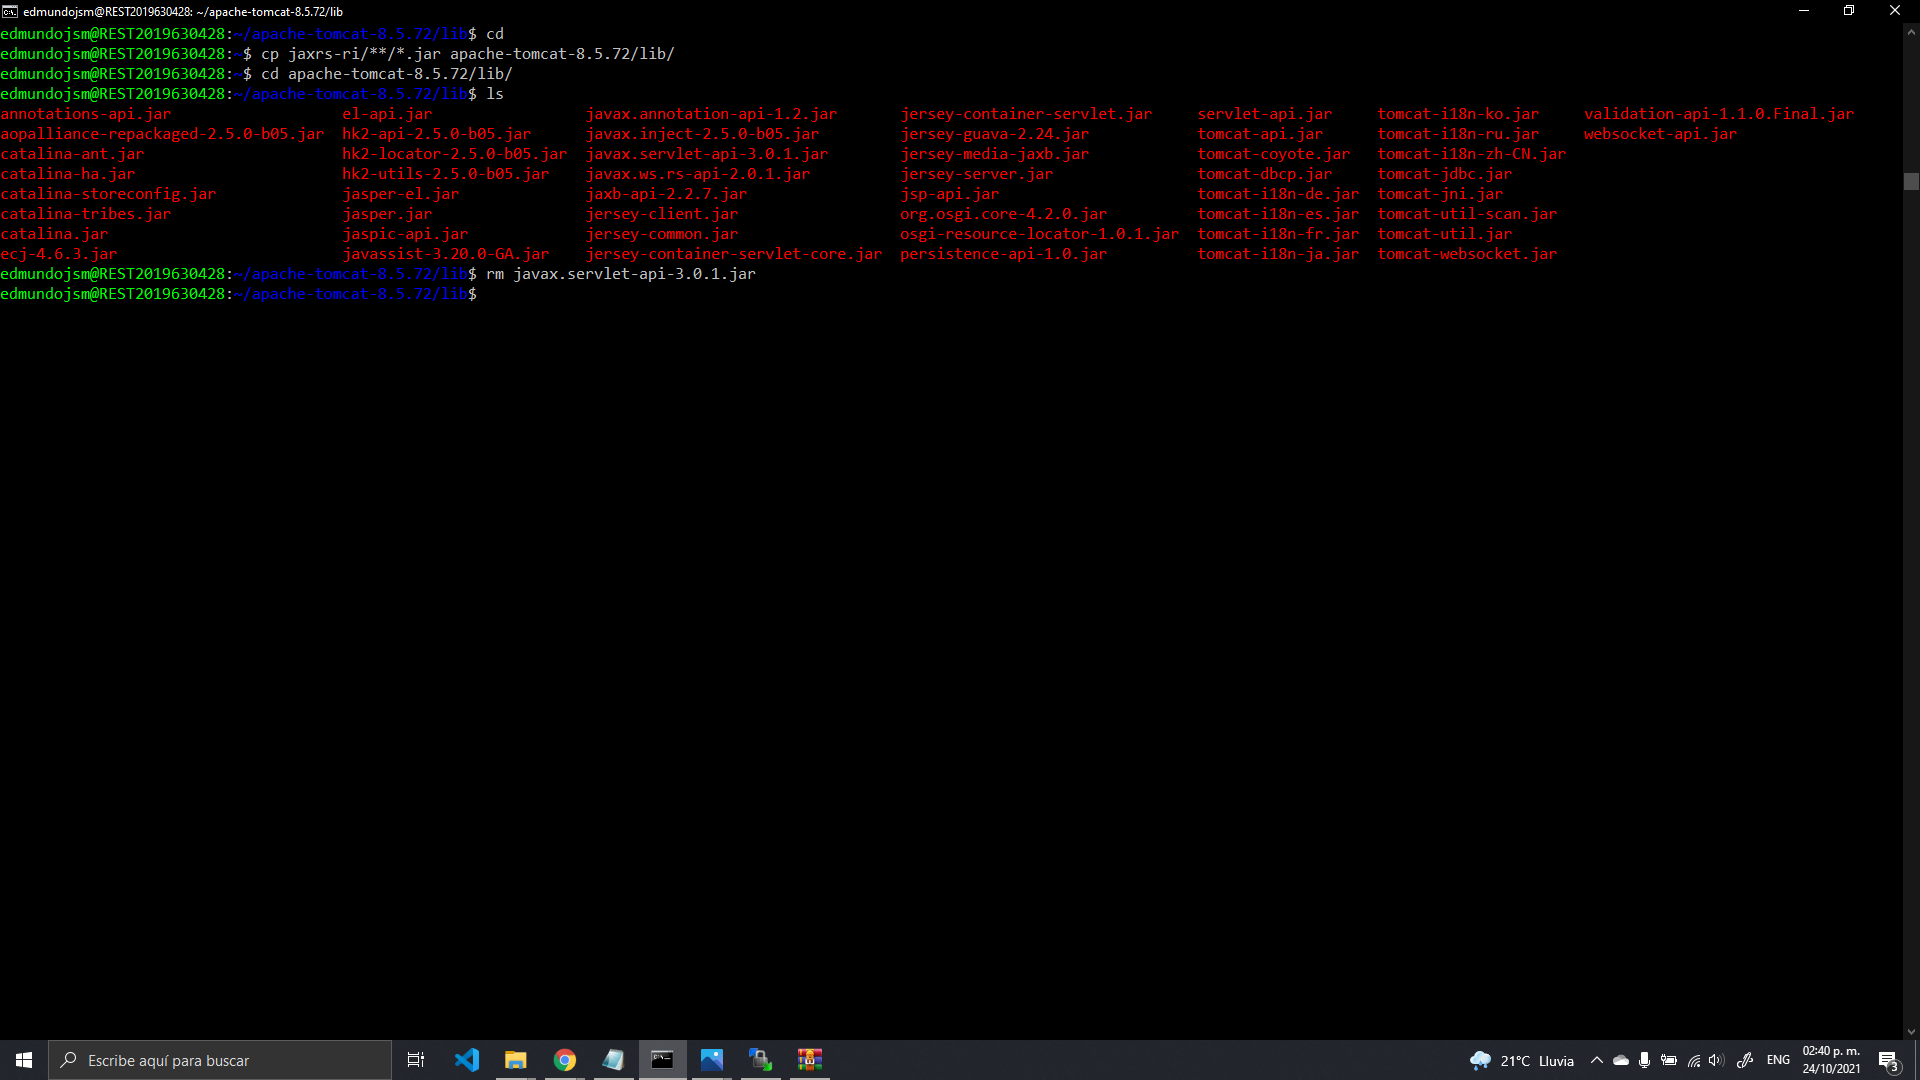 edmundojsm@REST2019630428: ~/apache-tomcat-8.5.72/lib
edmundojsm@REST2019630428:~/apache-tomcat-8.5.72/lib$ cd
edmundojsm@REST2019630428:~$ cp jaxrs-ri/**/*.jar apache-tomcat-8.5.72/lib/
edmundojsm@REST2019630428:~$ cd apache-tomcat-8.5.72/lib/
edmundojsm@REST2019630428:~/apache-tomcat-8.5.72/lib$ ls
annotations-api.jar el-api.jar javax.annotation-api-1.2.jar jersey-container-servlet.jar servlet-api.jar tomcat-i18n-ko.jar validation-api-1.1.0.Final.jar
aopalliance-repackaged-2.5.0-b05.jar hk2-api-2.5.0-b05.jar javax.inject-2.5.0-b05.jar jersey-guava-2.24.jar tomcat-api.jar tomcat-i18n-ru.jar websocket-api.jar
catalina-ant.jar hk2-locator-2.5.0-b05.jar javax.servlet-api-3.0.1.jar jersey-media-jaxb.jar tomcat-coyote.jar tomcat-i18n-zh-CN.jar
catalina-ha.jar hk2-utils-2.5.0-b05.jar javax.ws.rs-api-2.0.1.jar jersey-server.jar tomcat-dbcp.jar tomcat-jdbc.jar
catalina-storeconfig.jar jasper-el.jar jaxb-api-2.2.7.jar jsp-api.jar tomcat-i18n-de.jar tomcat-jni.jar
catalina-tribes.jar jasper.jar jersey-client.jar org.osgi.core-4.2.0.jar tomcat-i18n-es.jar tomcat-util-scan.jar
catalina.jar jaspic-api.jar jersey-common.jar osgi-resource-locator-1.0.1.jar tomcat-i18n-fr.jar tomcat-util.jar
ecj-4.6.3.jar javassist-3.20.0-GA.jar jersey-container-servlet-core.jar persistence-api-1.0.jar tomcat-i18n-ja.jar tomcat-websocket.jar
edmundojsm@REST2019630428:~/apache-tomcat-8.5.72/lib$ rm javax.servlet-api-3.0.1.jar
edmundojsm@REST2019630428:~/apache-tomcat-8.5.72/lib$
Escribe aquí para buscar
21°C Lluvia
ENG
02:40 p. m.
24/10/2021
3